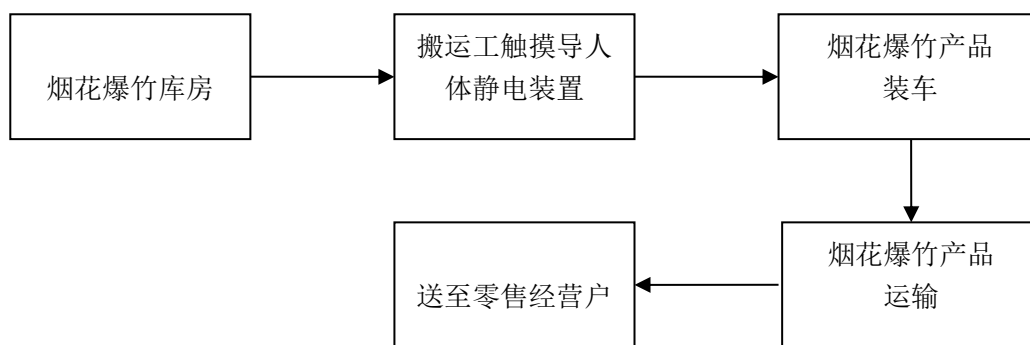 烟花爆竹库房
搬运工触摸导人
体静电装置
烟花爆竹产品
装车
烟花爆竹产品
运输
送至零售经营户